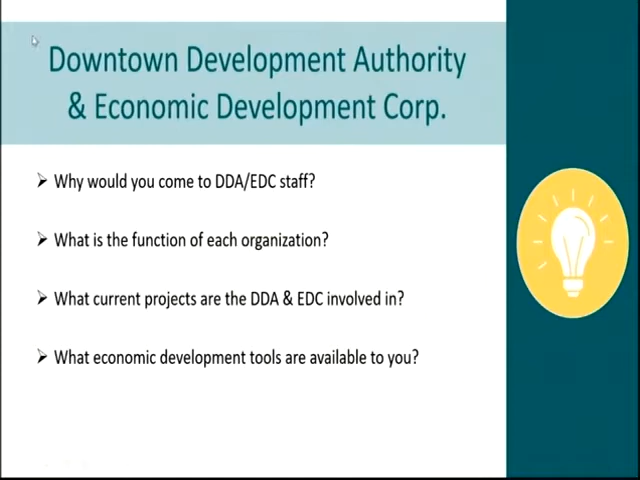 Downtown Development Authority
& Economic Development Corp.
Why would you come to DDA/EDC staff?
What is the function of each organization?
What current projects are the DDA & EDC involved in?
What economic development tools are available to you?